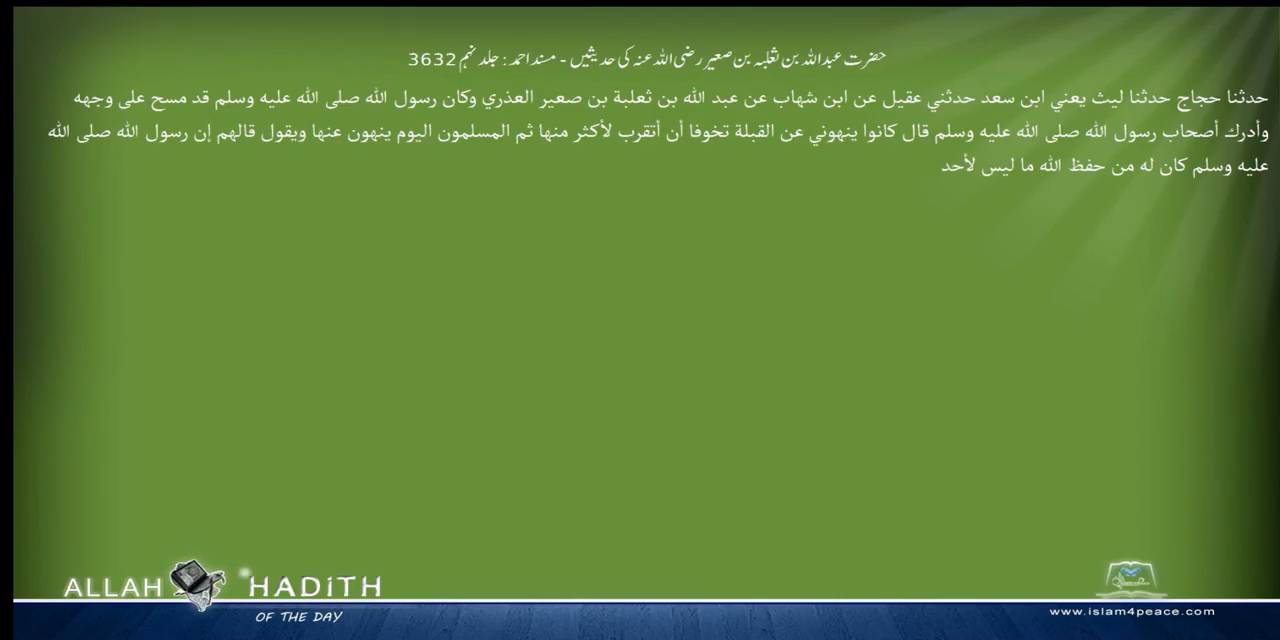 حضرت عبداللہ بن ثعلبہ بن صعیر رضی اللہ عنہ کی حدیثیں - مسند احمد : جلد نہم 3632
حدثنا حجاج حدثنا ليث يعني ابن سعد حدثني عقيل عن ابن شهاب عن عبد الله بن ثعلبة بن صعير العذري وكان رسول الله صلى الله عليه وسلم قد مسح على وجهه
وأدرك أصحاب رسول الله صلى الله عليه وسلم قال كانوا ينهوني عن القبلة تخوفا أن أتقرب لأكثر منها ثم المسلمون اليوم ينهون عنها ويقول قالهم إن رسول الله صلى الله
عليه وسلم كان له من حفظ الله ما ليس لأحد
ALLAH HADITH
OF THE DAY
www.islam4peace.com